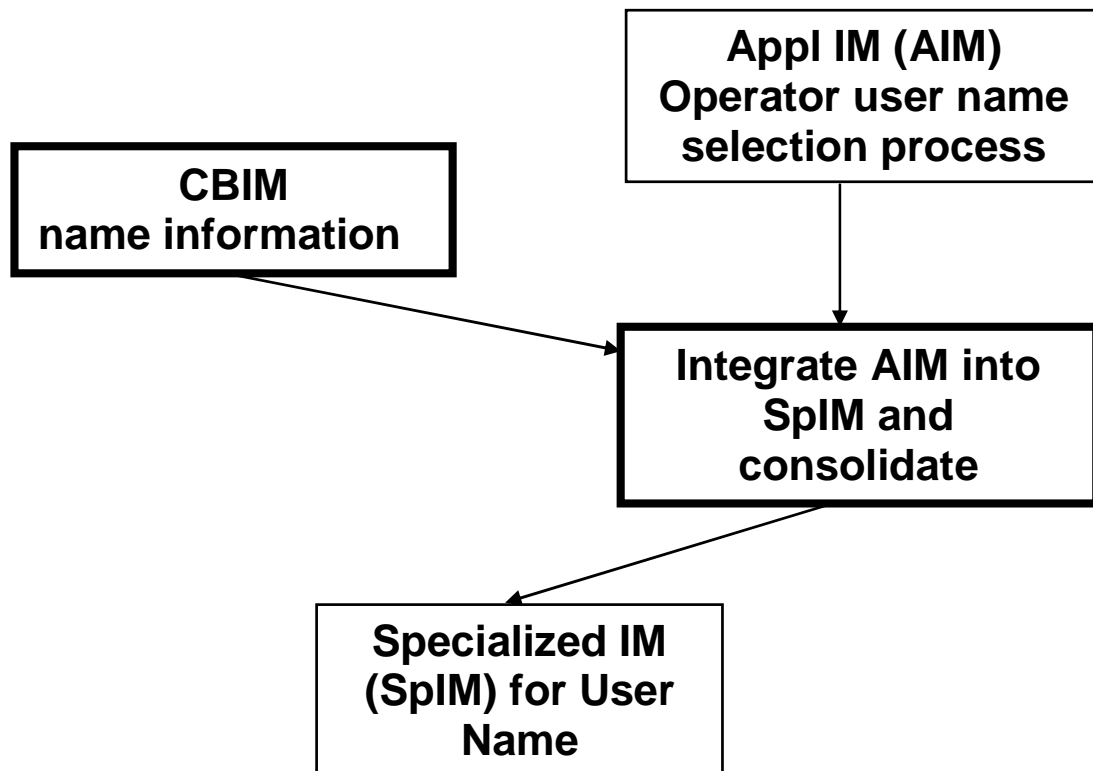 Appl IM (AIM)
Operator user name
selection process
CBIM
name information
Integrate AIM into
SpIM and
consolidate
Specialized IM
(SpIM) for User
Name